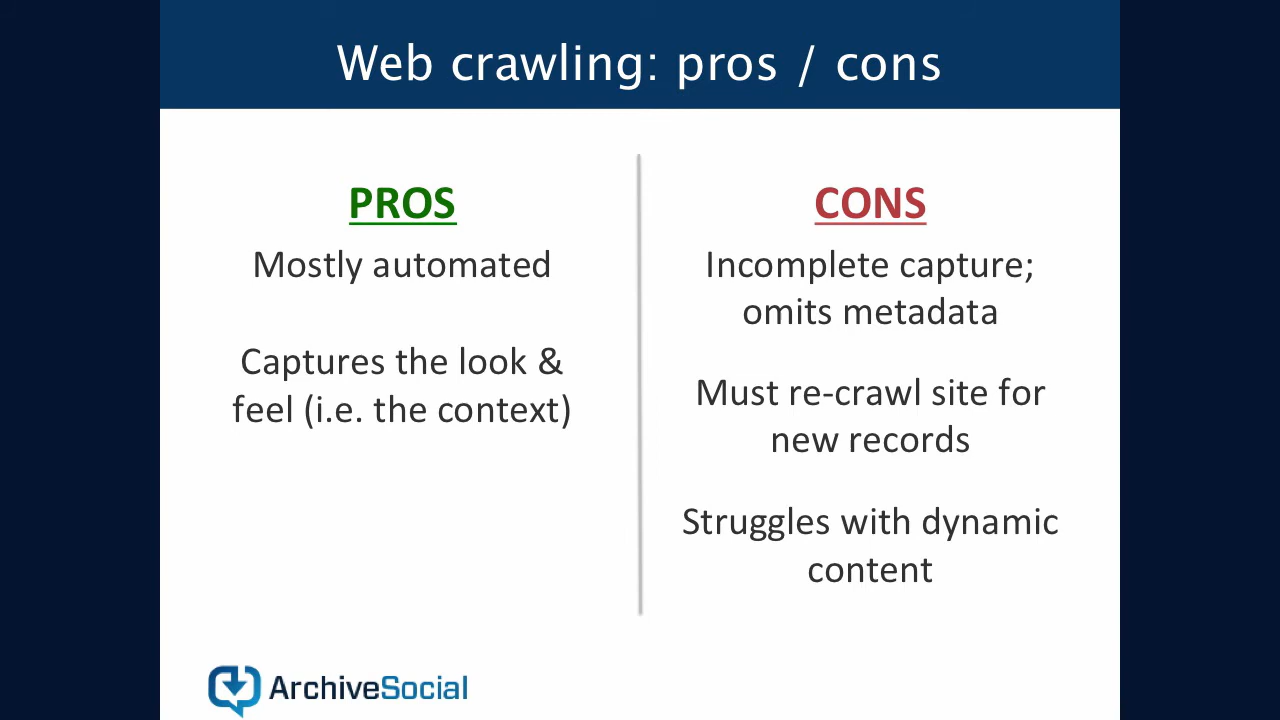 Web crawling: pros / cons
PROS
Mostly automated
Captures the look &
feel (i.e. the context)
CONS
Incomplete capture;
omits metadata
Must re-crawl site for
new records
Struggles with dynamic
content
ArchiveSocial